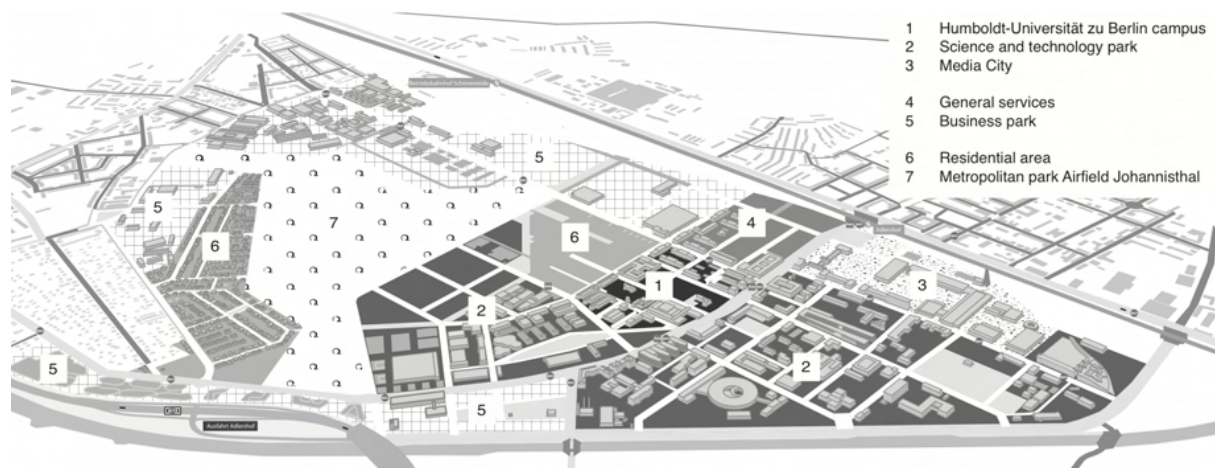 1 Humboldt-Universität zu Berlin campus
2 Science and technology park
3 Media City
4 General services
5 Business park
6 Residential area
7 Metropolitan park Airfield Johannisthal
5
4
5
6
7
6
Adlershof
1
3
2
2
5
5
Ausfahrt Adlershof